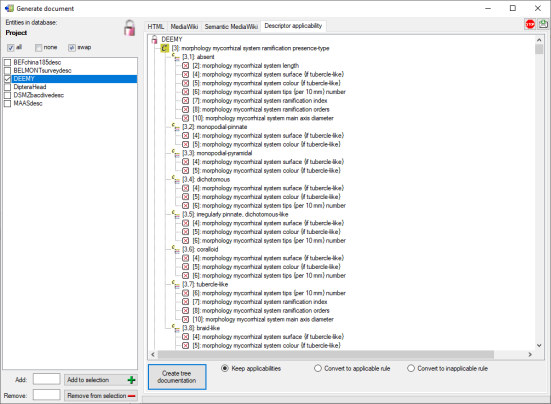 Generate document
Entities in database:
Project
all none swap
BEFchina185desc
BELMONTsurveydesc
DEEMY
DipteraHead
DSMZbacdivedesc
MAASdesc
Add: Add to selection
Remove: Remove from selection
HTML MediaWiki Semantic MediaWiki Descriptor applicability
STOP
DEEMY
[3]: morphology mycorrhizal system ramification presence-type
[3,1]: absent
[2]: morphology mycorrhizal system length
[4]: morphology mycorrhizal system surface {if tubercle-like}
[5]: morphology mycorrhizal system colour {if tubercle-like}
[6]: morphology mycorrhizal system tips {per 10 mm} number
[7]: morphology mycorrhizal system ramification index
[8]: morphology mycorrhizal system ramification orders
[10]: morphology mycorrhizal system main axis diameter
[3,2]: monopodial-pinnate
[4]: morphology mycorrhizal system surface {if tubercle-like}
[5]: morphology mycorrhizal system colour {if tubercle-like}
[3,3]: monopodial-pyramidal
[4]: morphology mycorrhizal system surface {if tubercle-like}
[5]: morphology mycorrhizal system colour {if tubercle-like}
[3,4]: dichotomous
[4]: morphology mycorrhizal system surface {if tubercle-like}
[5]: morphology mycorrhizal system colour {if tubercle-like}
[6]: morphology mycorrhizal system tips {per 10 mm} number
[3,5]: irregularly pinnate, dichotomous-like
[4]: morphology mycorrhizal system surface {if tubercle-like}
[5]: morphology mycorrhizal system colour {if tubercle-like}
[6]: morphology mycorrhizal system tips {per 10 mm} number
[3,6]: coralloid
[4]: morphology mycorrhizal system surface {if tubercle-like}
[5]: morphology mycorrhizal system colour {if tubercle-like}
[6]: morphology mycorrhizal system tips {per 10 mm} number
[3,7]: tubercle-like
[6]: morphology mycorrhizal system tips {per 10 mm} number
[7]: morphology mycorrhizal system ramification index
[8]: morphology mycorrhizal system ramification orders
[10]: morphology mycorrhizal system main axis diameter
[3,8]: braid-like
[4]: morphology mycorrhizal system surface {if tubercle-like}
[5]: morphology mycorrhizal system colour {if tubercle-like}
Create tree
documentation
Keep applicabilities Convert to applicable rule Convert to inapplicable rule